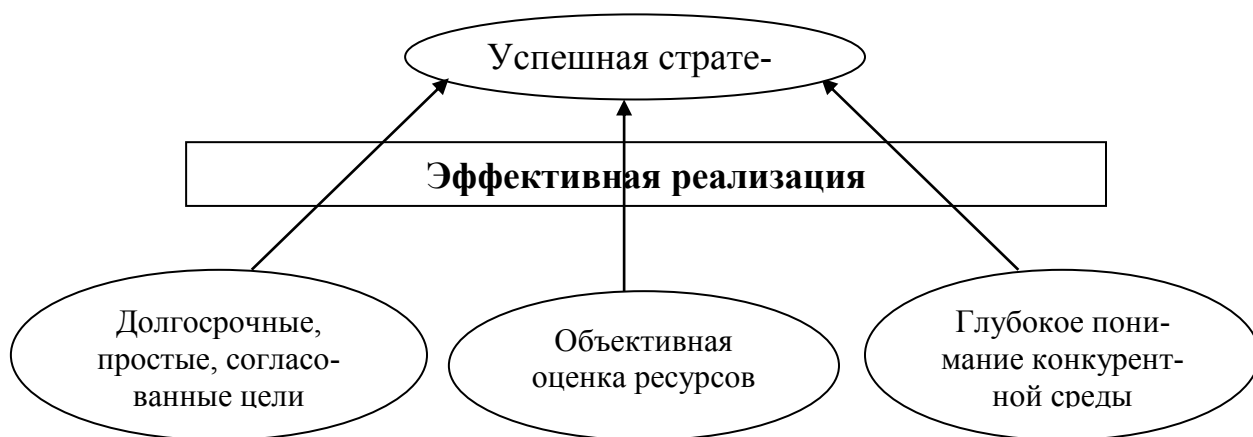 Успешная страте-
Эффективная реализация
Долгосрочные,
простые, согласо-
ванные цели
Объективная
оценка ресурсов
Глубокое пони-
мание конкурент-
ной среды